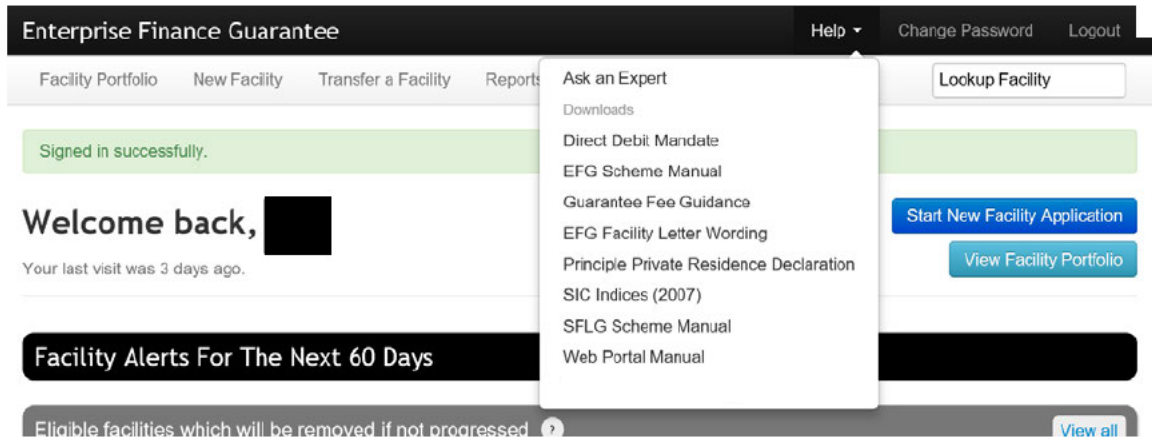 Enterprise Finance Guarantee Help Change Password Logout
Facility Portfolio New Facility Transfer a Facility Reports Lookup Facility
Ask an Expert
Downloads
Direct Debit Mandate
EFG Scheme Manual
Guarantee Fee Guidance
EFG Facility Letter Wording
Principle Private Residence Declaration
SIC Indices (2007)
SFLG Scheme Manual
Web Portal Manual
Signed in successfully.
Welcome back,
Your last visit was 3 days ago.
Start New Facility Application
View Facility Portfolio
Facility Alerts For The Next 60 Days
Eligible facilities which will be removed if not progressed ? View all